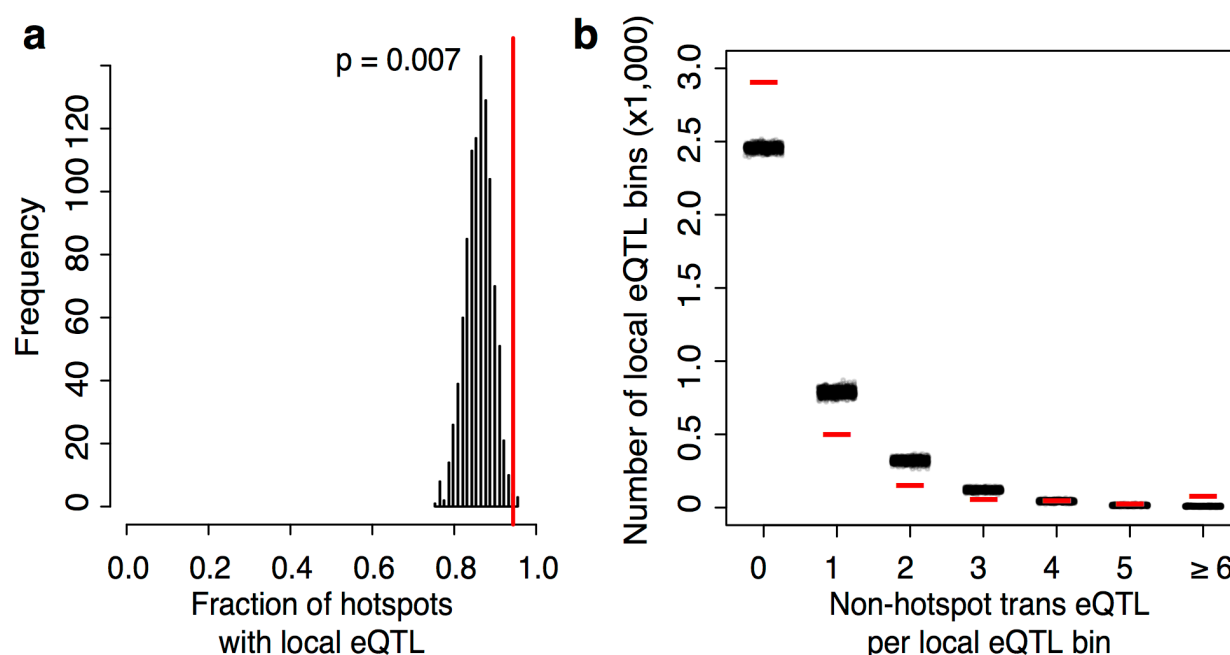 a
p = 0.007
Frequency
0 20 40 60 80 100 120
0.0 0.2 0.4 0.6 0.8 1.0
Fraction of hotspots
with local eQTL
b
Number of local eQTL bins (x1,000)
0 0.5 1.0 1.5 2.0 2.5 3.0
0 1 2 3 4 5 ≥ 6
Non-hotspot trans eQTL
per local eQTL bin